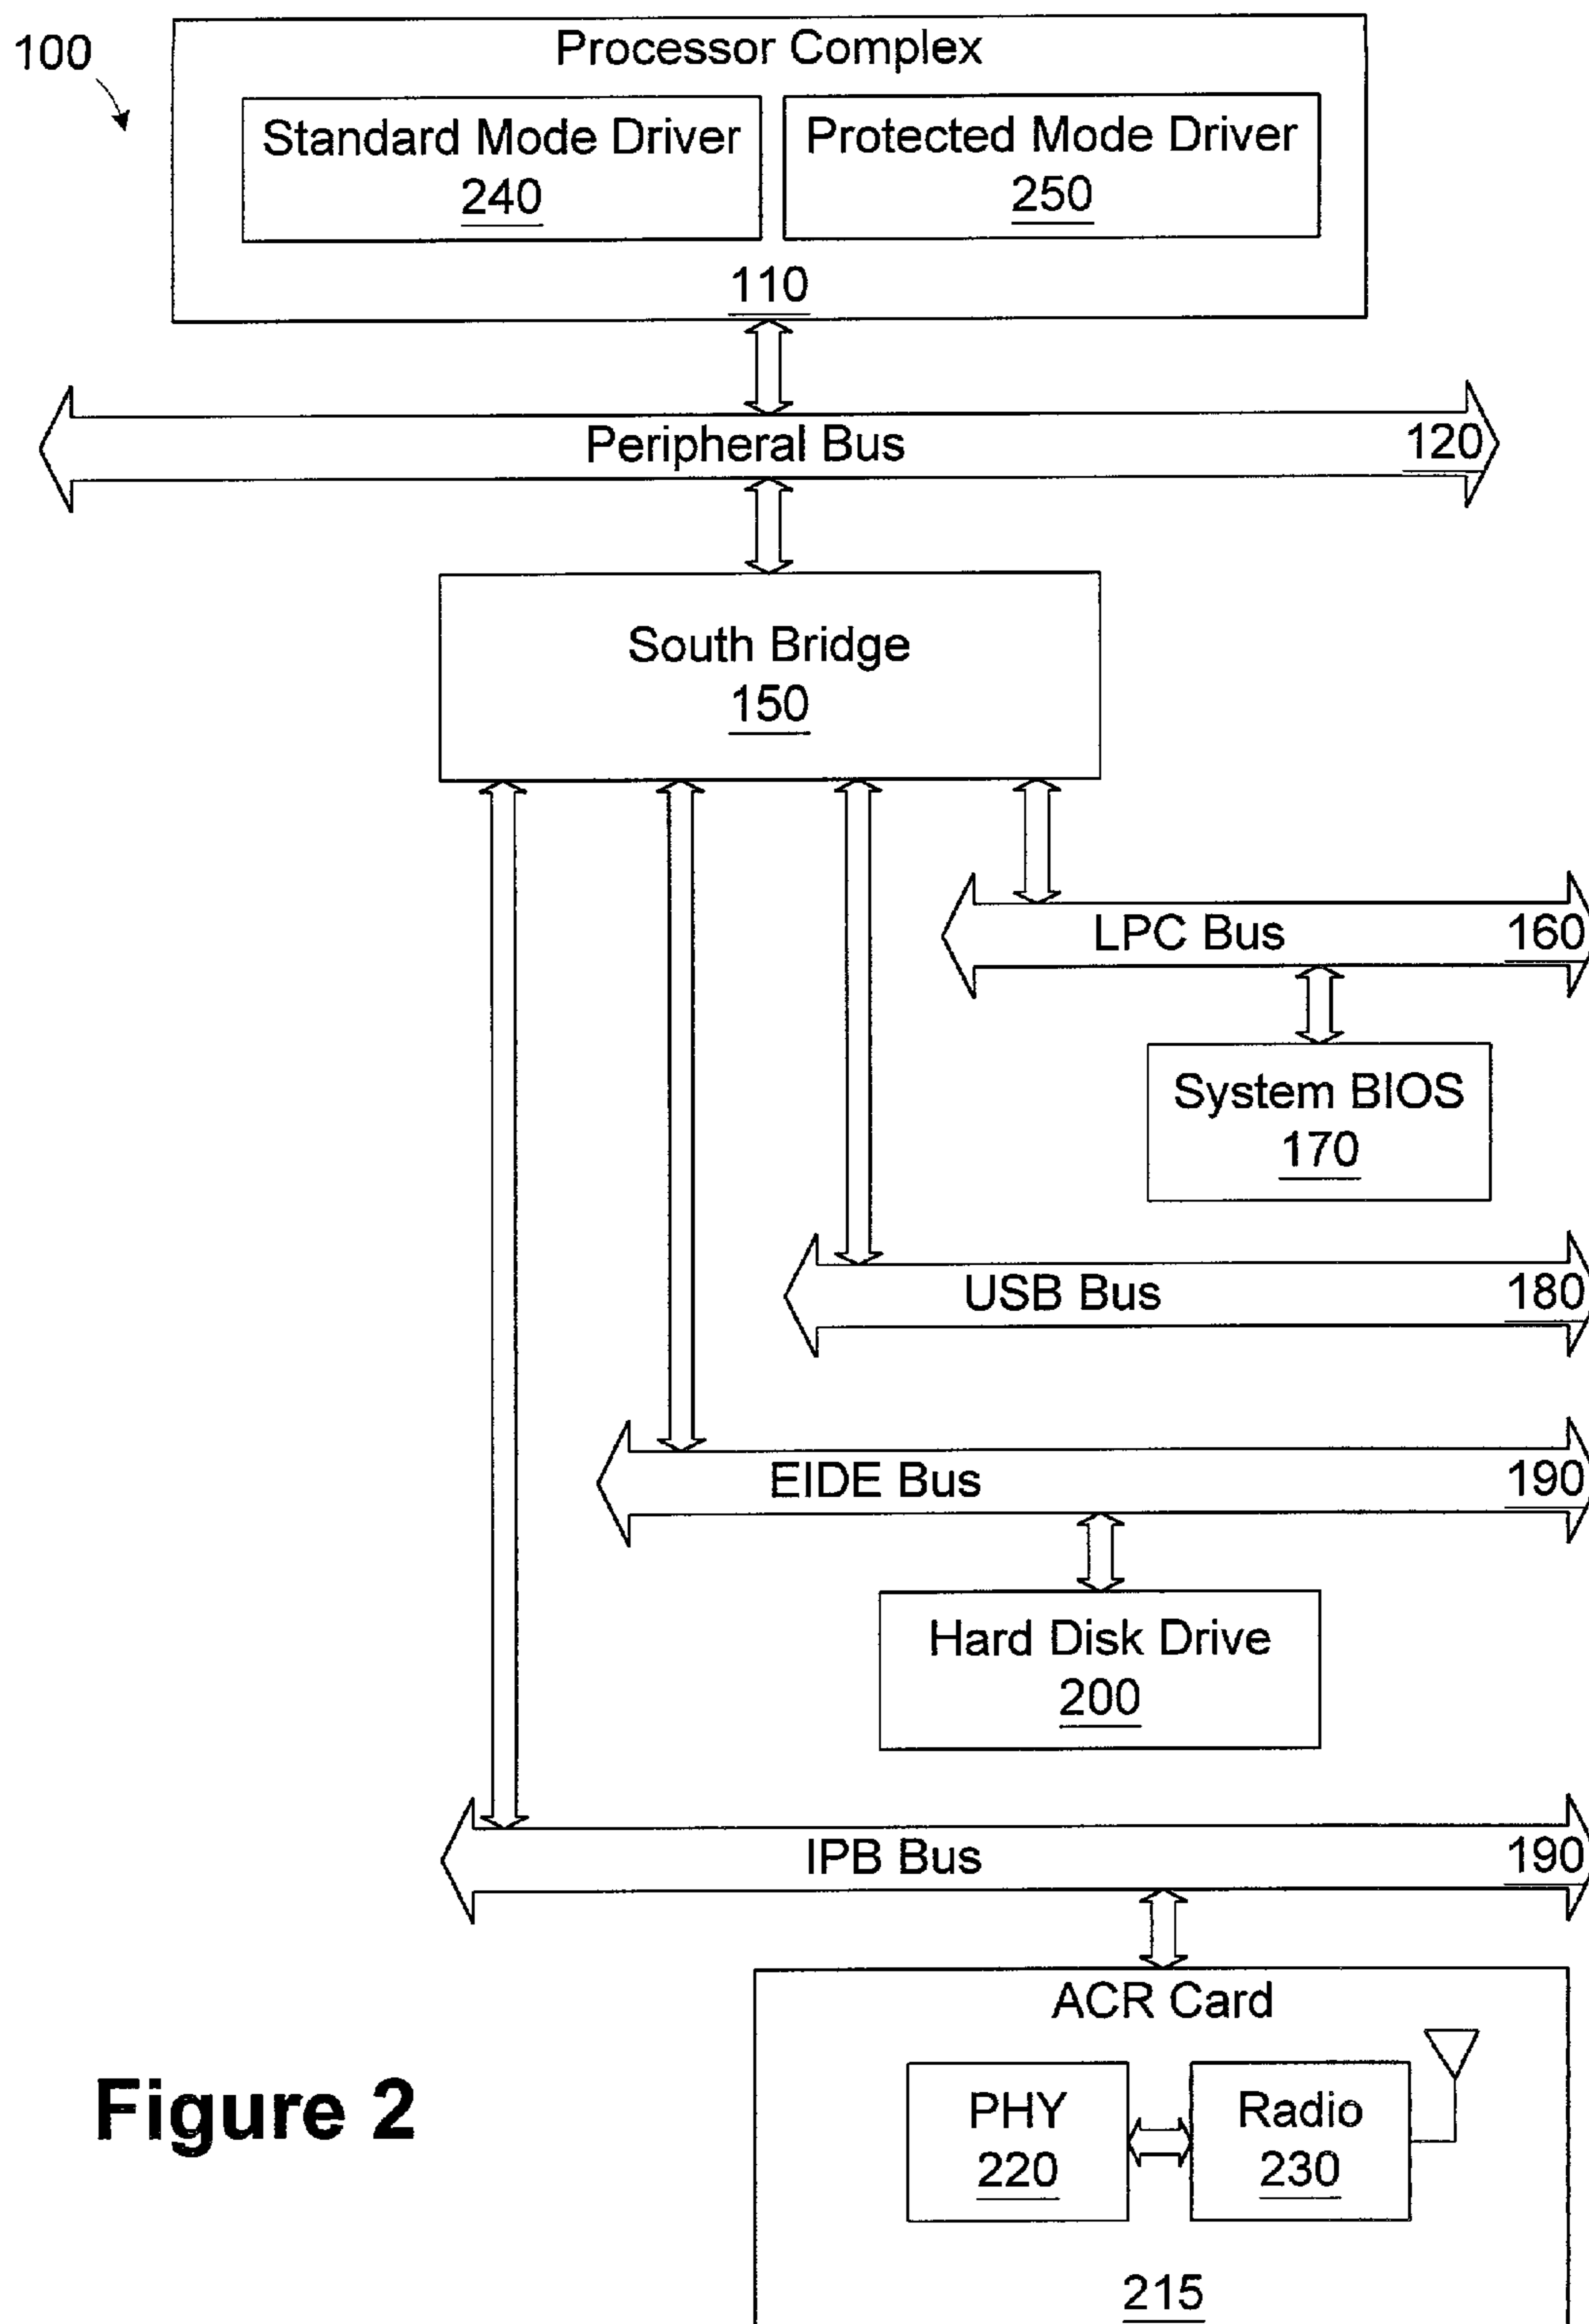 100
Processor Complex
Standard Mode Driver
240
Protected Mode Driver
250
110
Peripheral Bus
120
South Bridge
150
LPC Bus
160
System BIOS
170
USB Bus
180
EIDE Bus
190
Hard Disk Drive
200
IPB Bus
190
ACR Card
PHY
220
Radio
230
215
Figure 2